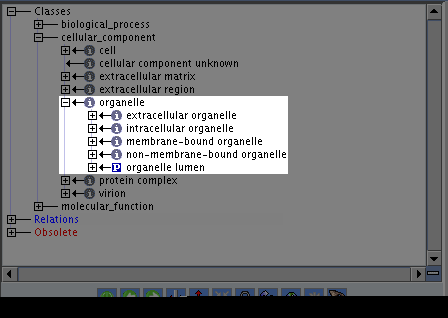 Classes
biological_process
cellular_component
i cell
i cellular component unknown
i extracellular matrix
i extracellular region
i organelle
i extracellular organelle
i intracellular organelle
i membrane-bound organelle
i non-membrane-bound organelle
P organelle lumen
i protein complex
i virion
molecular_function
Relations
Obsolete